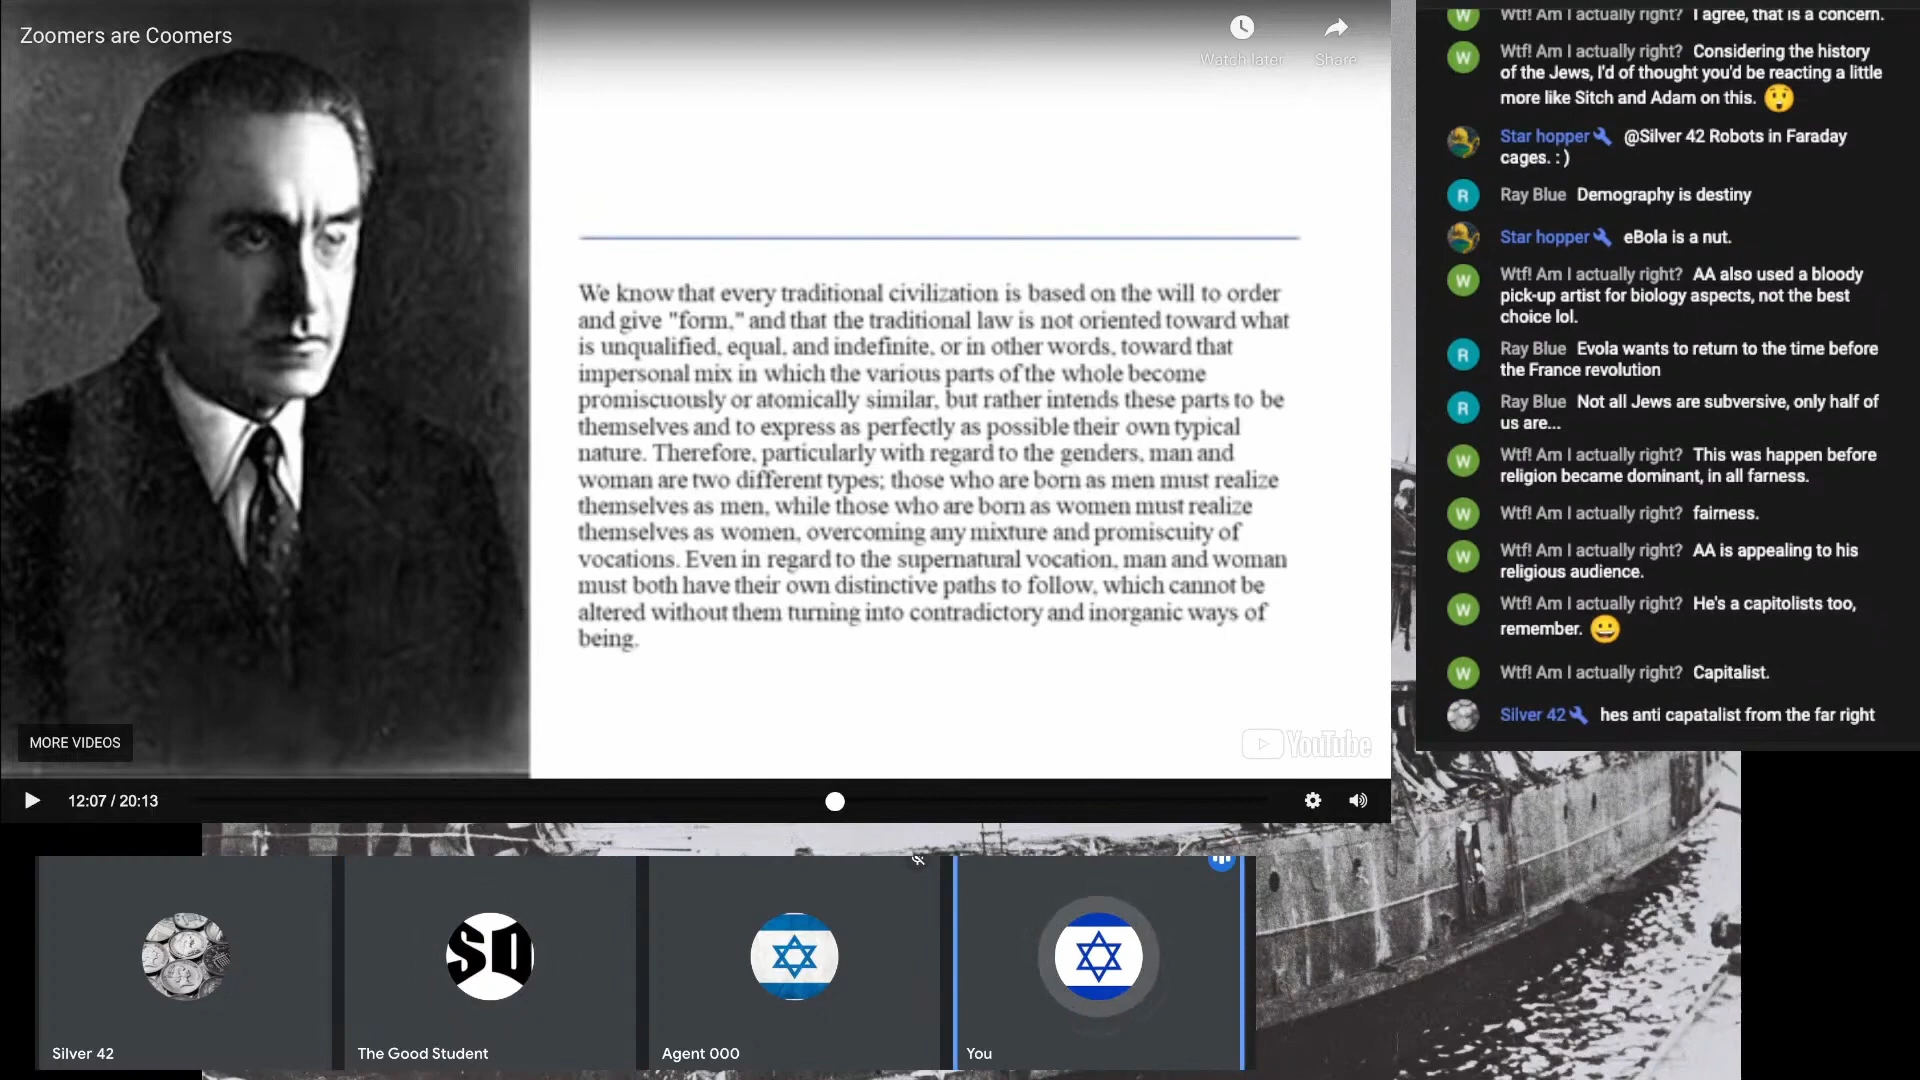 Zoomers are Coomers
Watch later
Share
We know that every traditional civilization is based on the will to order
and give "form," and that the traditional law is not oriented toward what
is unqualified, equal, and indefinite, or in other words, toward that
impersonal mix in which the various parts of the whole become
promiscuously or atomically similar, but rather intends these parts to be
themselves and to express as perfectly as possible their own typical
nature. Therefore, particularly with regard to the genders, man and
woman are two different types; those who are born as men must realize
themselves as men, while those who are born as women must realize
themselves as women, overcoming any mixture and promiscuity of
vocations. Even in regard to the supernatural vocation, man and woman
must both have their own distinctive paths to follow, which cannot be
altered without them turning into contradictory and inorganic ways of
being.
MORE VIDEOS
YouTube
12:07 / 20:13
W Wtf! Am I actually right? I agree, that is a concern.
W Wtf! Am I actually right? Considering the history
of the Jews, I'd of thought you'd be reacting a little
more like Sitch and Adam on this. 😲
Star hopper 🔧 @Silver 42 Robots in Faraday
cages. : )
R Ray Blue Demography is destiny
Star hopper 🔧 eBola is a nut.
W Wtf! Am I actually right? AA also used a bloody
pick-up artist for biology aspects, not the best
choice lol.
R Ray Blue Evola wants to return to the time before
the France revolution
R Ray Blue Not all Jews are subversive, only half of
us are...
W Wtf! Am I actually right? This was happen before
religion became dominant, in all farness.
W Wtf! Am I actually right? fairness.
W Wtf! Am I actually right? AA is appealing to his
religious audience.
W Wtf! Am I actually right? He's a capitolists too,
remember. 😀
W Wtf! Am I actually right? Capitalist.
Silver 42 🔧 hes anti capatalist from the far right
SD
Silver 42
The Good Student
Agent 000
You